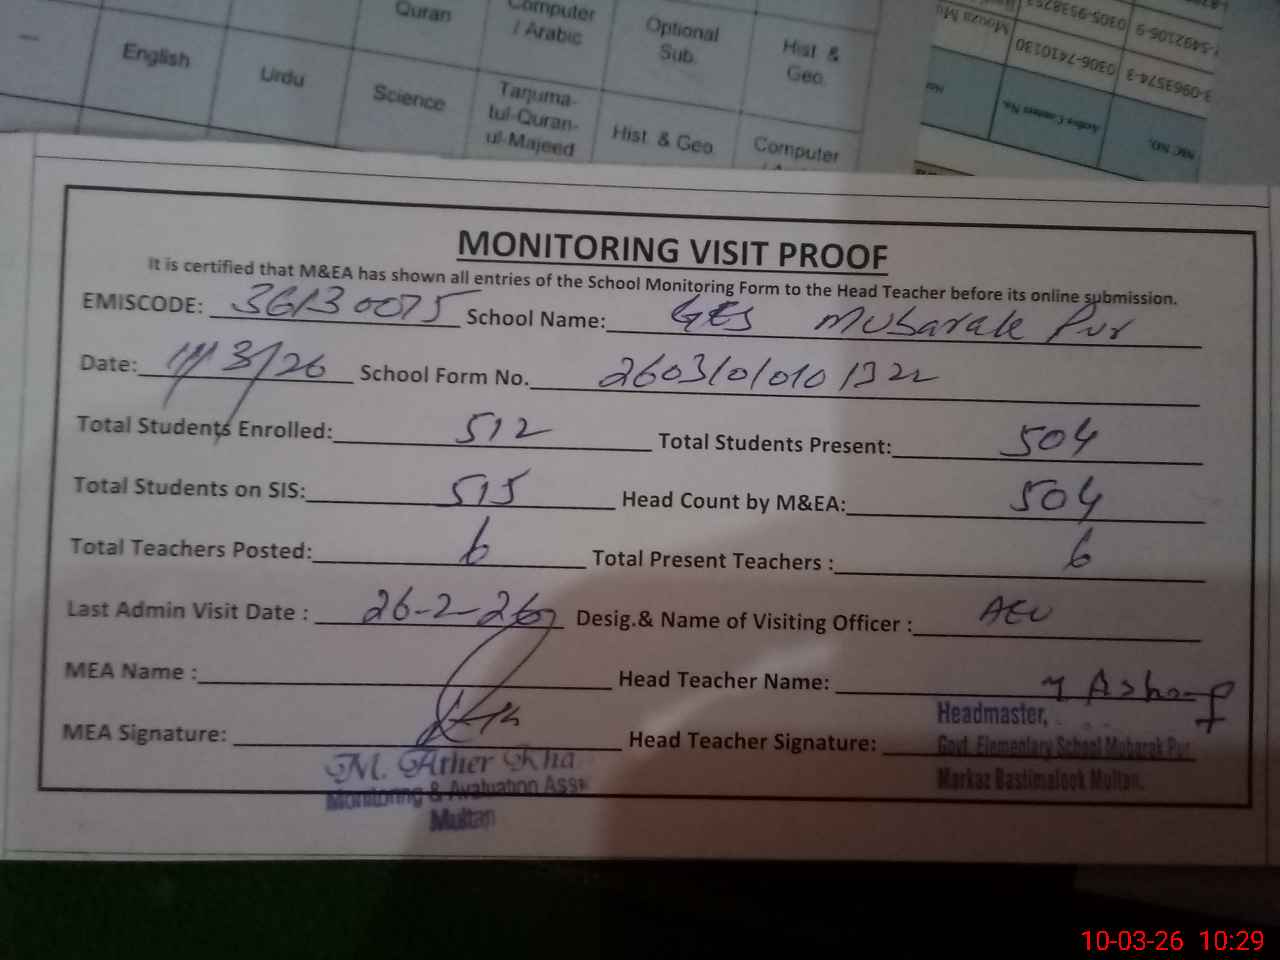 Quran
Computer / Arabic
Optional Sub.
Hist & Geo.
English
Urdu
Science
Tarjuma-tul-Quran-ul-Majeed
Hist & Geo
Computer
0306-7410130
MONITORING VISIT PROOF
It is certified that M&EA has shown all entries of the School Monitoring Form to the Head Teacher before its online submission.
EMISCODE: 36130075 School Name: GES Mubarak Pur
Date: 3/26 School Form No.
Total Students Enrolled: 512 Total Students Present: 504
Total Students on SIS: 515 Head Count by M&EA: 504
Total Teachers Posted: 6 Total Present Teachers : 6
Last Admin Visit Date : 26-2-26 Desig.& Name of Visiting Officer : AEO
MEA Name : Head Teacher Name: M Ashraf
MEA Signature: Head Teacher Signature:
Headmaster,
Govt. Elementary School Mubarak Pur
Markaz Bastimalook Multan.
M. Ather Kha
Monitoring & Avaluation Asst
Multan
10-03-26 10:29